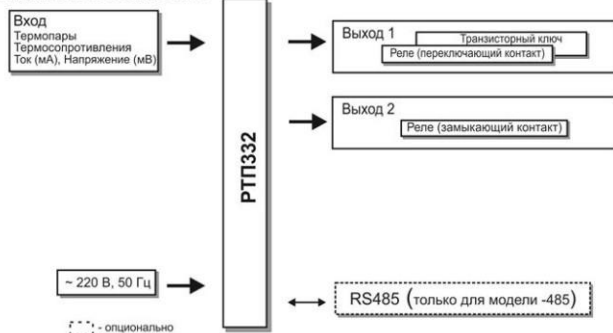 Вход
Термопары
Термосопротивления
Ток (мА), Напряжение (мВ)
Выход 1
Транзисторный ключ
Реле (переключающий контакт)
Выход 2
Реле (замыкающий контакт)
РТП332
~ 220 В, 50 Гц
RS485 (только для модели -485)
- опционально